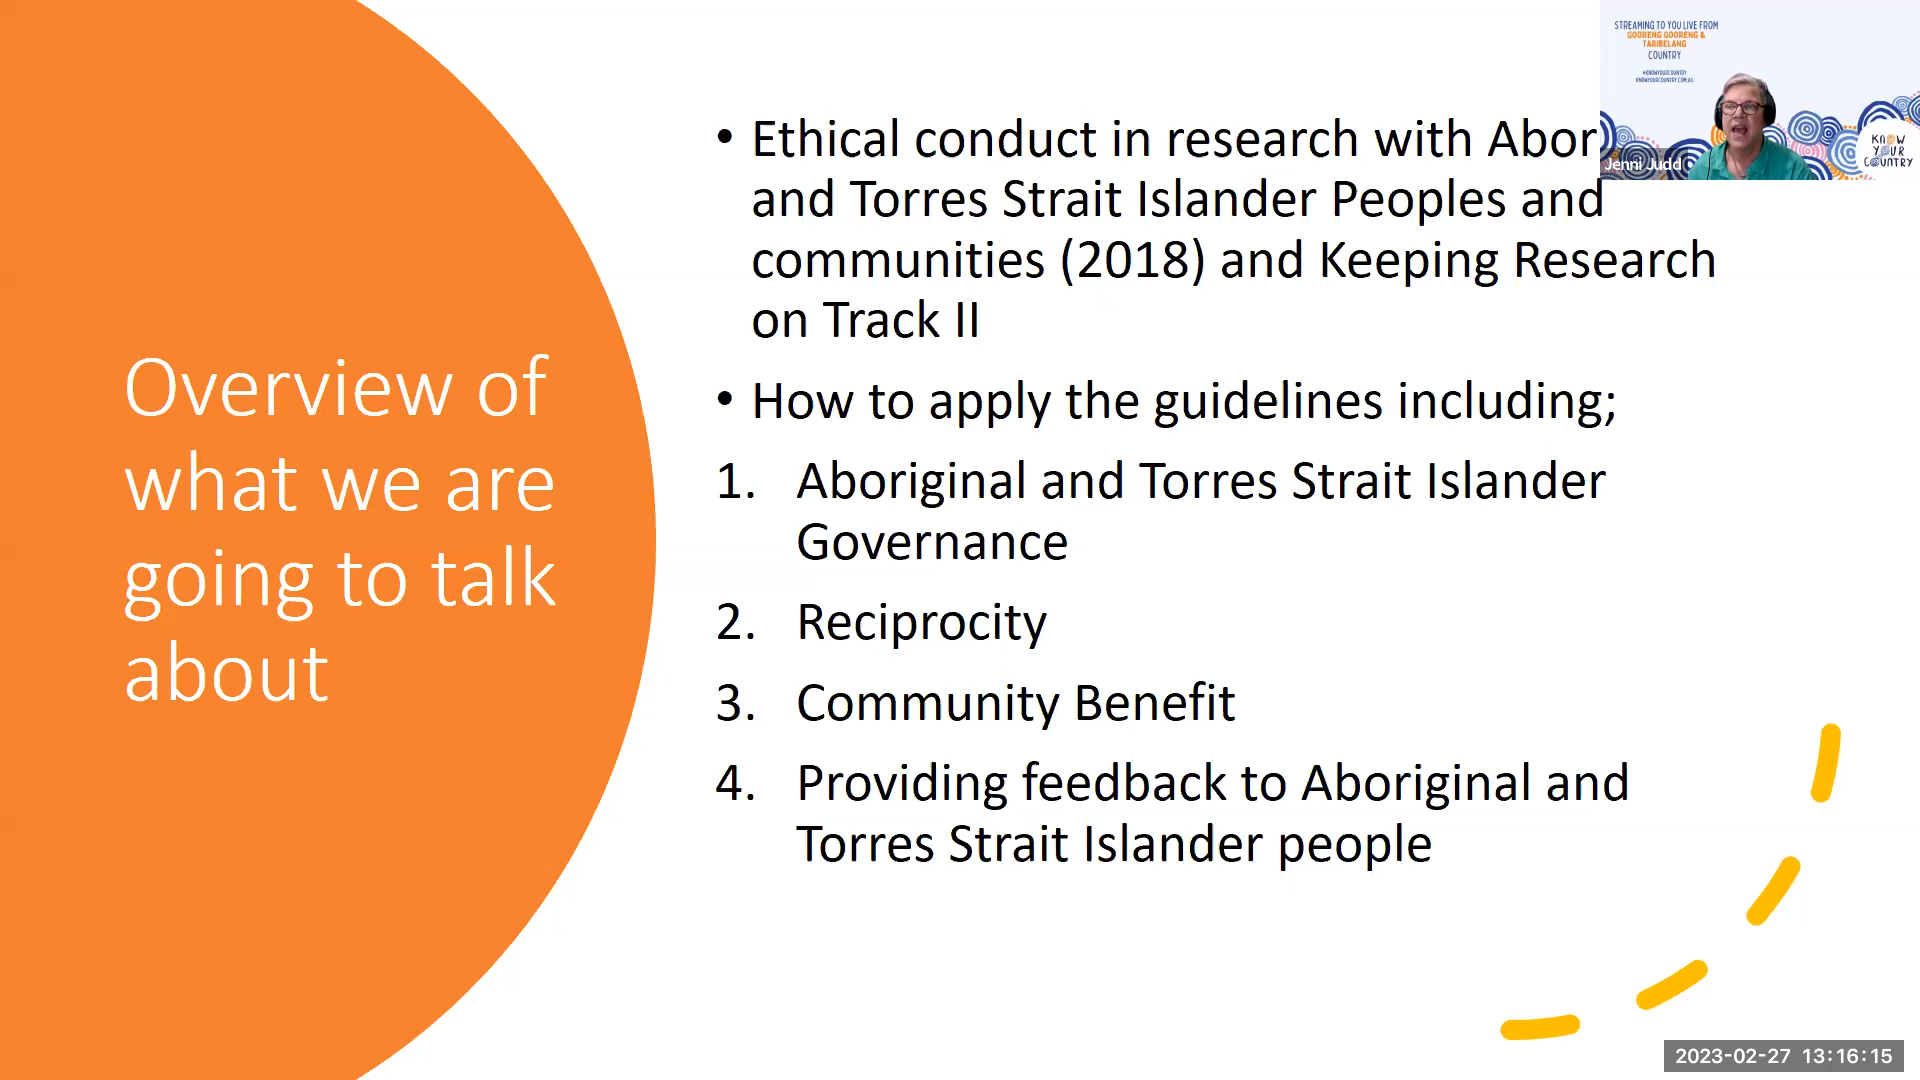 Overview of
what we are
going to talk
about
• Ethical conduct in research with Abor
and Torres Strait Islander Peoples and
communities (2018) and Keeping Research
on Track II
• How to apply the guidelines including;
1. Aboriginal and Torres Strait Islander
Governance
2. Reciprocity
3. Community Benefit
4. Providing feedback to Aboriginal and
Torres Strait Islander people
STREAMING TO YOU LIVE FROM
GOORENG GOORENG &
TARIBELANG
COUNTRY
#KNOWYOURCOUNTRY
KNOWYOURCOUNTRY.COM.AU
KNOW
YOUR
COUNTRY
Jenni Judd
2023-02-27 13:16:15